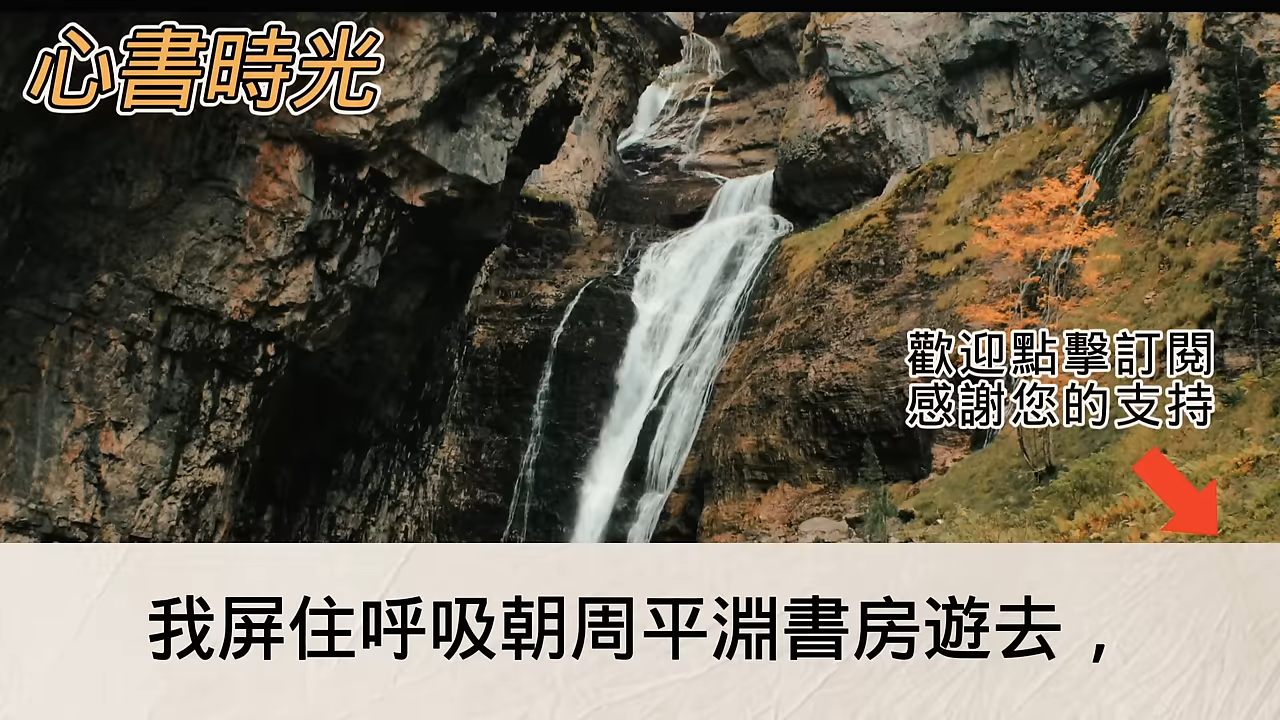 心書時光
歡迎點擊訂閱
感謝您的支持
我屏住呼吸朝周平淵書房遊去，